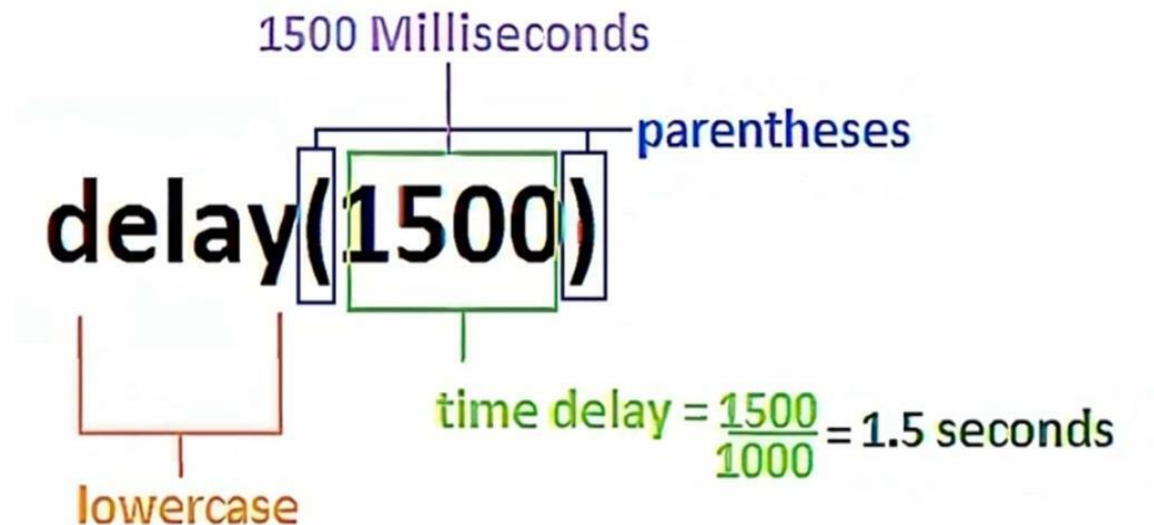 1500 Milliseconds
parentheses
delay(1500)
time delay = 1500/1000 = 1.5 seconds
lowercase